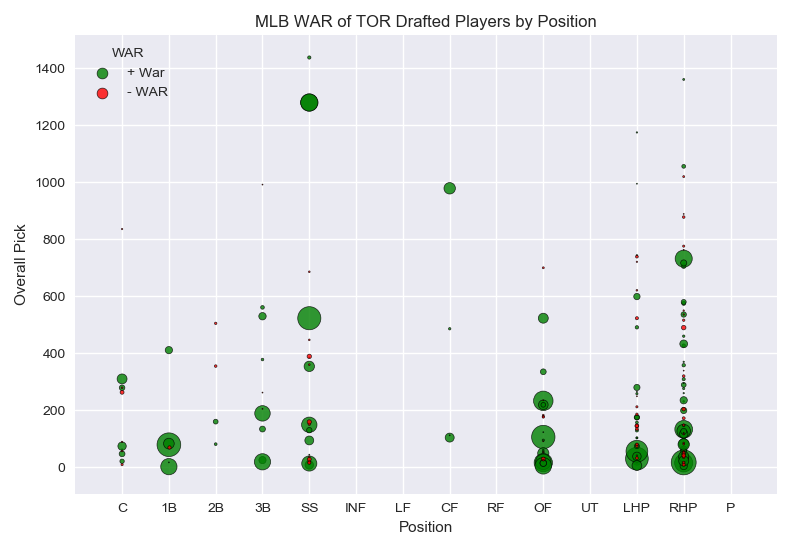 MLB WAR of TOR Drafted Players by Position
WAR
+ War
- WAR
1400
1200
1000
800
600
400
200
0
Overall Pick
C 1B 2B 3B SS INF LF CF RF OF UT LHP RHP P
Position